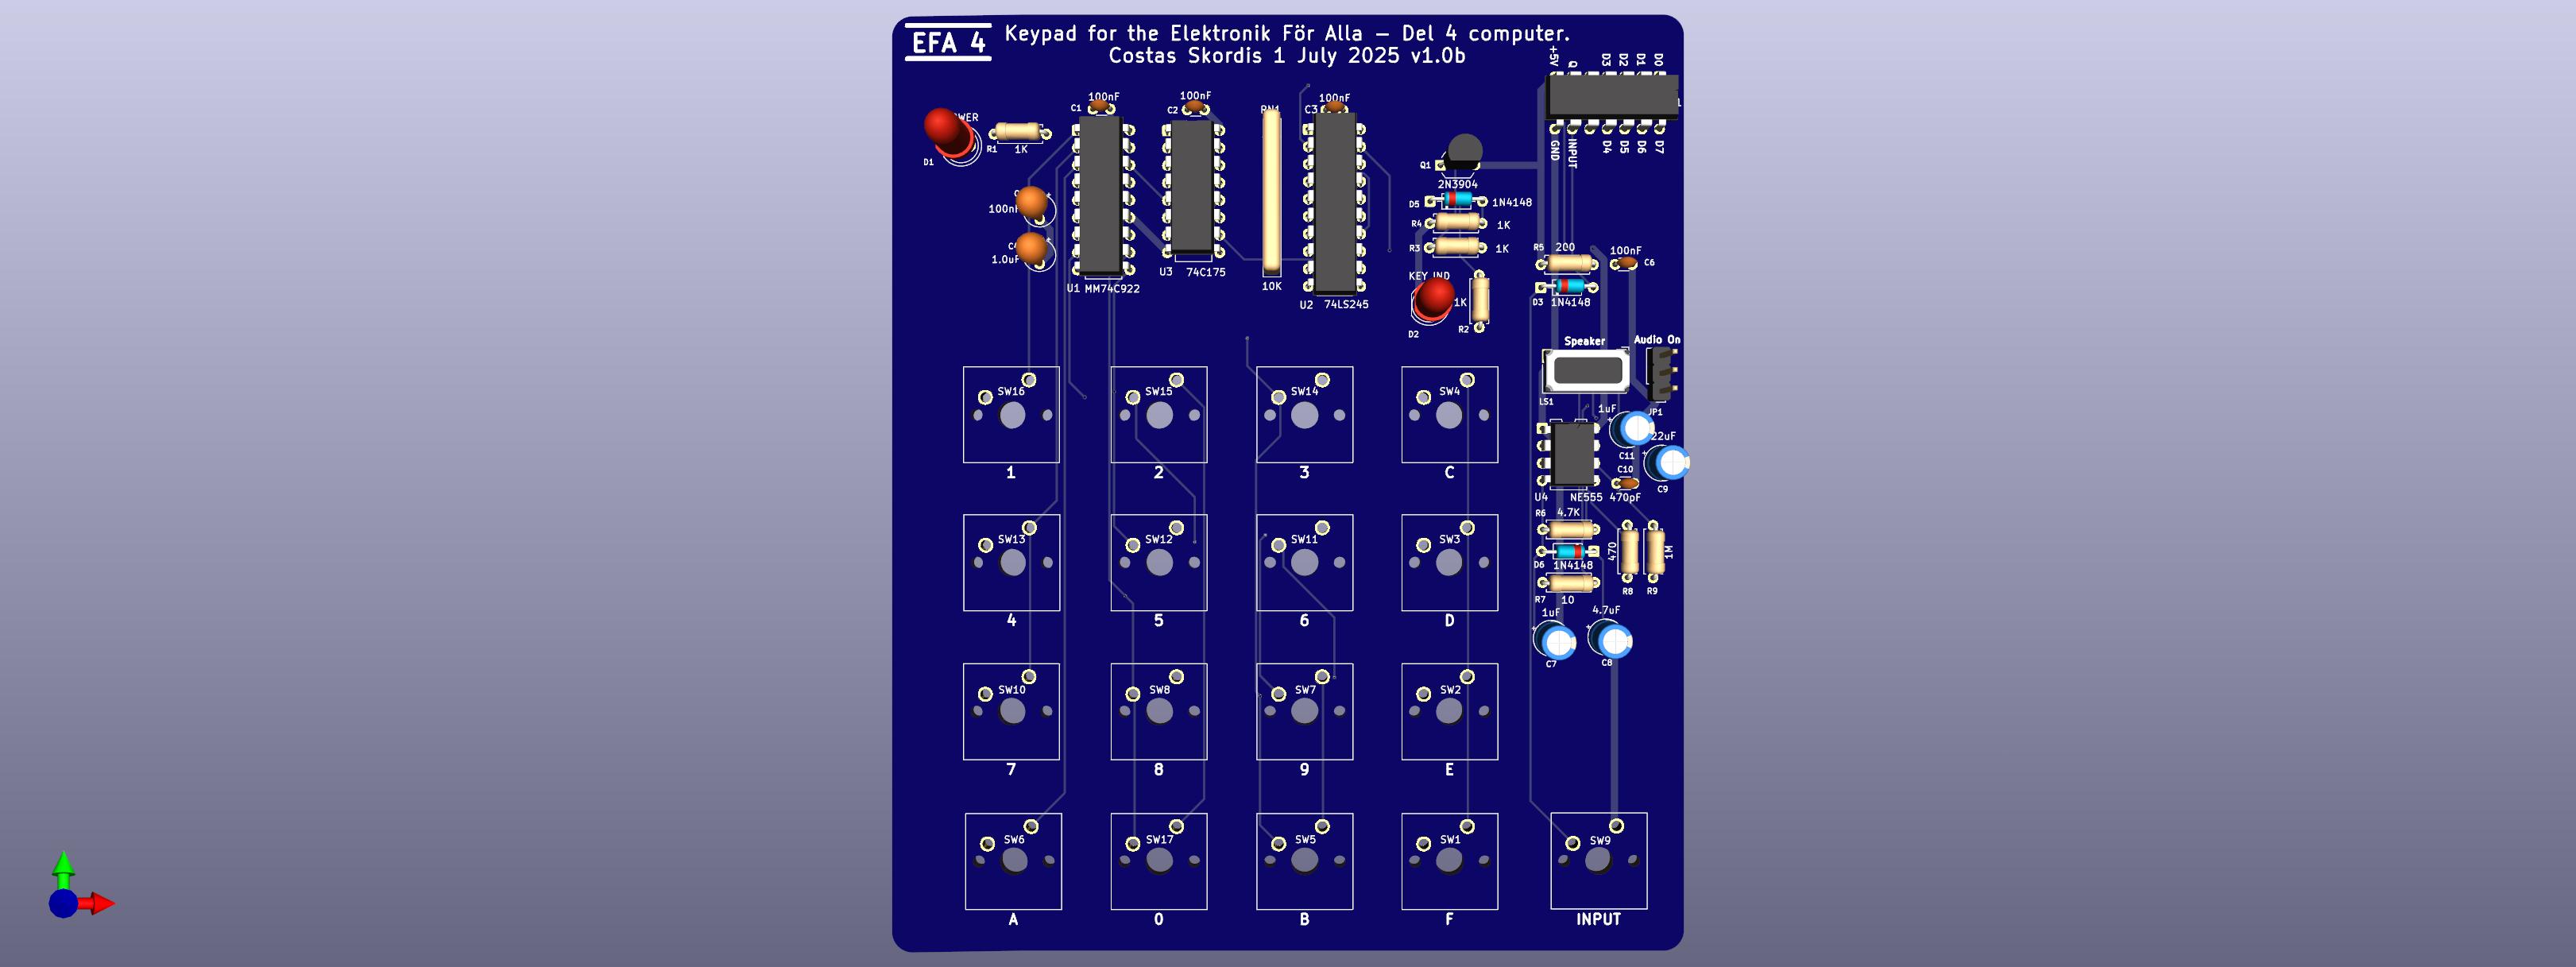 EFA 4
Keypad for the Elektronik För Alla – Del 4 computer.
Costas Skordis 1 July 2025 v1.0b
+5V Q D3 D2 D1 D0
GND INPUT D4 D5 D6 D7
D1
R1 1K
C1 100nF
C2 100nF
RN1
C3 100nF
100nF
C4
1.0uF
U1 MM74C922
U3 74C175
10K
U2 74LS245
Q1
2N3904
D5 1N4148
R4 1K
R3 1K
KEY IND
1K
D2
R2
R5 200
100nF C6
D3 1N4148
Speaker
Audio On
LS1
JP1
1uF
22uF
C11
C10
C9
U4 NE555 470pF
R6 4.7K
470
1M
D6 1N4148
R7 10
R8 R9
1uF
4.7uF
C7
C8
SW16
1
SW15
2
SW14
3
SW4
C
SW13
4
SW12
5
SW11
6
SW3
D
SW10
7
SW8
8
SW7
9
SW2
E
SW6
A
SW17
0
SW5
B
SW1
F
SW9
INPUT